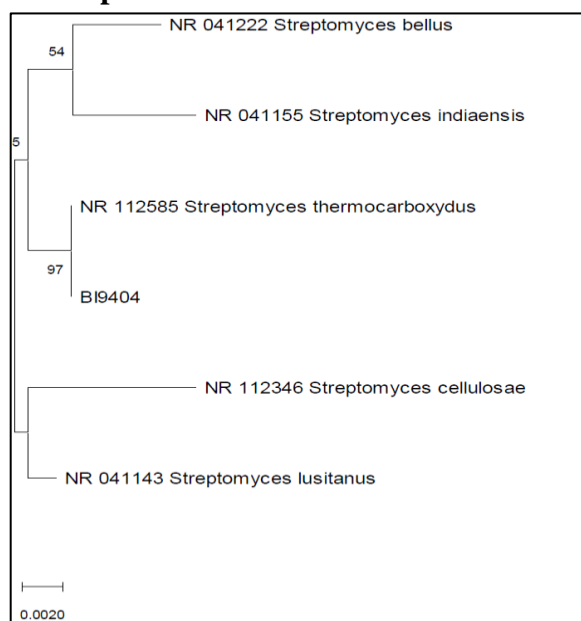 NR 041222 Streptomyces bellus
54
NR 041155 Streptomyces indiaensis
5
NR 112585 Streptomyces thermocarboxydus
97
BI9404
NR 112346 Streptomyces cellulosae
NR 041143 Streptomyces lusitanus
0.0020